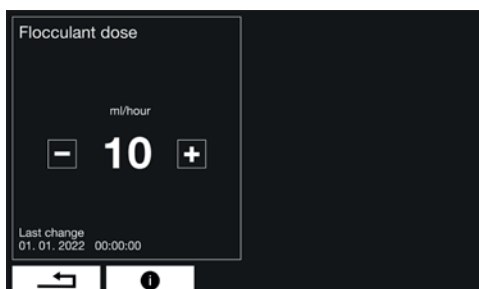 Flocculant dose
ml/hour
− 10 +
Last change
01. 01. 2022 00:00:00